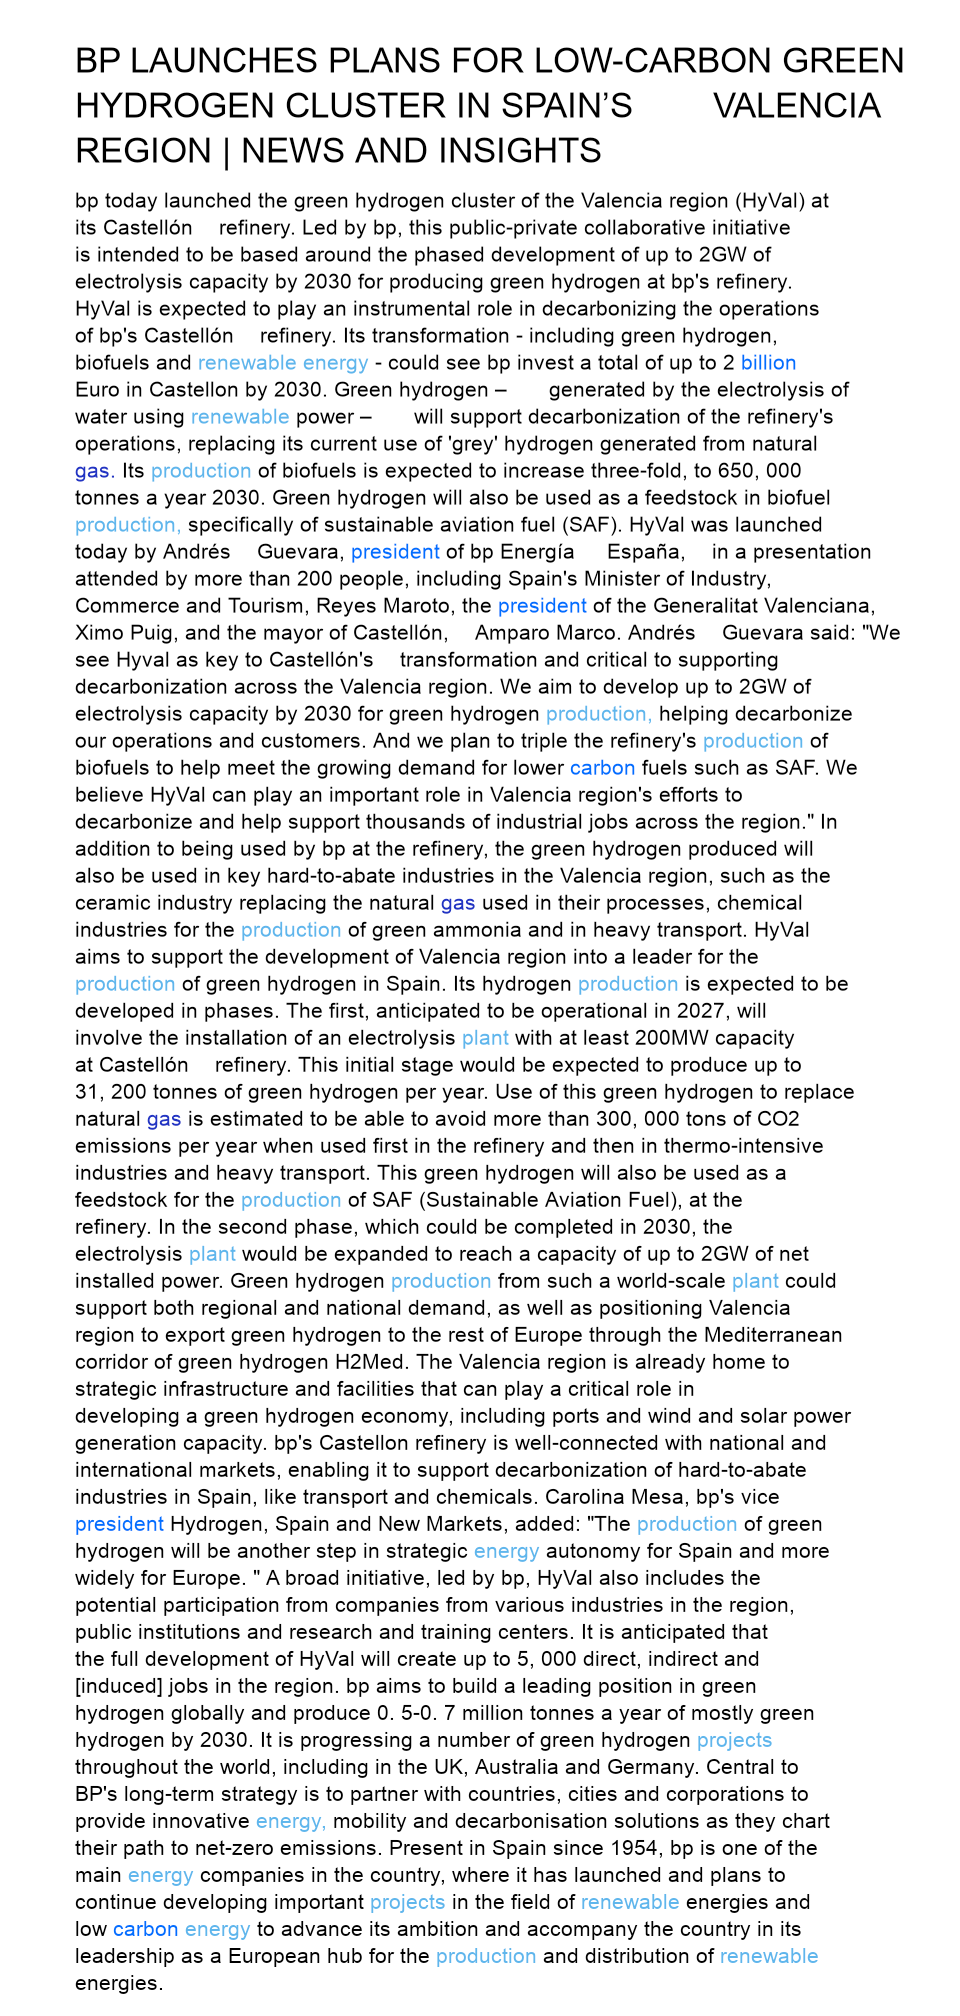 BP LAUNCHES PLANS FOR LOW-CARBON GREEN
HYDROGEN CLUSTER IN SPAIN’S VALENCIA
REGION | NEWS AND INSIGHTS
bp today launched the green hydrogen cluster of the Valencia region (HyVal) at
its Castellón refinery. Led by bp, this public-private collaborative initiative
is intended to be based around the phased development of up to 2GW of
electrolysis capacity by 2030 for producing green hydrogen at bp's refinery.
HyVal is expected to play an instrumental role in decarbonizing the operations
of bp's Castellón refinery. Its transformation - including green hydrogen,
biofuels and renewable energy - could see bp invest a total of up to 2 billion
Euro in Castellon by 2030. Green hydrogen – generated by the electrolysis of
water using renewable power – will support decarbonization of the refinery's
operations, replacing its current use of 'grey' hydrogen generated from natural
gas. Its production of biofuels is expected to increase three-fold, to 650, 000
tonnes a year 2030. Green hydrogen will also be used as a feedstock in biofuel
production, specifically of sustainable aviation fuel (SAF). HyVal was launched
today by Andrés Guevara, president of bp Energía España, in a presentation
attended by more than 200 people, including Spain's Minister of Industry,
Commerce and Tourism, Reyes Maroto, the president of the Generalitat Valenciana,
Ximo Puig, and the mayor of Castellón, Amparo Marco. Andrés Guevara said: "We
see Hyval as key to Castellón's transformation and critical to supporting
decarbonization across the Valencia region. We aim to develop up to 2GW of
electrolysis capacity by 2030 for green hydrogen production, helping decarbonize
our operations and customers. And we plan to triple the refinery's production of
biofuels to help meet the growing demand for lower carbon fuels such as SAF. We
believe HyVal can play an important role in Valencia region's efforts to
decarbonize and help support thousands of industrial jobs across the region." In
addition to being used by bp at the refinery, the green hydrogen produced will
also be used in key hard-to-abate industries in the Valencia region, such as the
ceramic industry replacing the natural gas used in their processes, chemical
industries for the production of green ammonia and in heavy transport. HyVal
aims to support the development of Valencia region into a leader for the
production of green hydrogen in Spain. Its hydrogen production is expected to be
developed in phases. The first, anticipated to be operational in 2027, will
involve the installation of an electrolysis plant with at least 200MW capacity
at Castellón refinery. This initial stage would be expected to produce up to
31, 200 tonnes of green hydrogen per year. Use of this green hydrogen to replace
natural gas is estimated to be able to avoid more than 300, 000 tons of CO2
emissions per year when used first in the refinery and then in thermo-intensive
industries and heavy transport. This green hydrogen will also be used as a
feedstock for the production of SAF (Sustainable Aviation Fuel), at the
refinery. In the second phase, which could be completed in 2030, the
electrolysis plant would be expanded to reach a capacity of up to 2GW of net
installed power. Green hydrogen production from such a world-scale plant could
support both regional and national demand, as well as positioning Valencia
region to export green hydrogen to the rest of Europe through the Mediterranean
corridor of green hydrogen H2Med. The Valencia region is already home to
strategic infrastructure and facilities that can play a critical role in
developing a green hydrogen economy, including ports and wind and solar power
generation capacity. bp's Castellon refinery is well-connected with national and
international markets, enabling it to support decarbonization of hard-to-abate
industries in Spain, like transport and chemicals. Carolina Mesa, bp's vice
president Hydrogen, Spain and New Markets, added: "The production of green
hydrogen will be another step in strategic energy autonomy for Spain and more
widely for Europe. " A broad initiative, led by bp, HyVal also includes the
potential participation from companies from various industries in the region,
public institutions and research and training centers. It is anticipated that
the full development of HyVal will create up to 5, 000 direct, indirect and
[induced] jobs in the region. bp aims to build a leading position in green
hydrogen globally and produce 0. 5-0. 7 million tonnes a year of mostly green
hydrogen by 2030. It is progressing a number of green hydrogen projects
throughout the world, including in the UK, Australia and Germany. Central to
BP's long-term strategy is to partner with countries, cities and corporations to
provide innovative energy, mobility and decarbonisation solutions as they chart
their path to net-zero emissions. Present in Spain since 1954, bp is one of the
main energy companies in the country, where it has launched and plans to
continue developing important projects in the field of renewable energies and
low carbon energy to advance its ambition and accompany the country in its
leadership as a European hub for the production and distribution of renewable
energies.